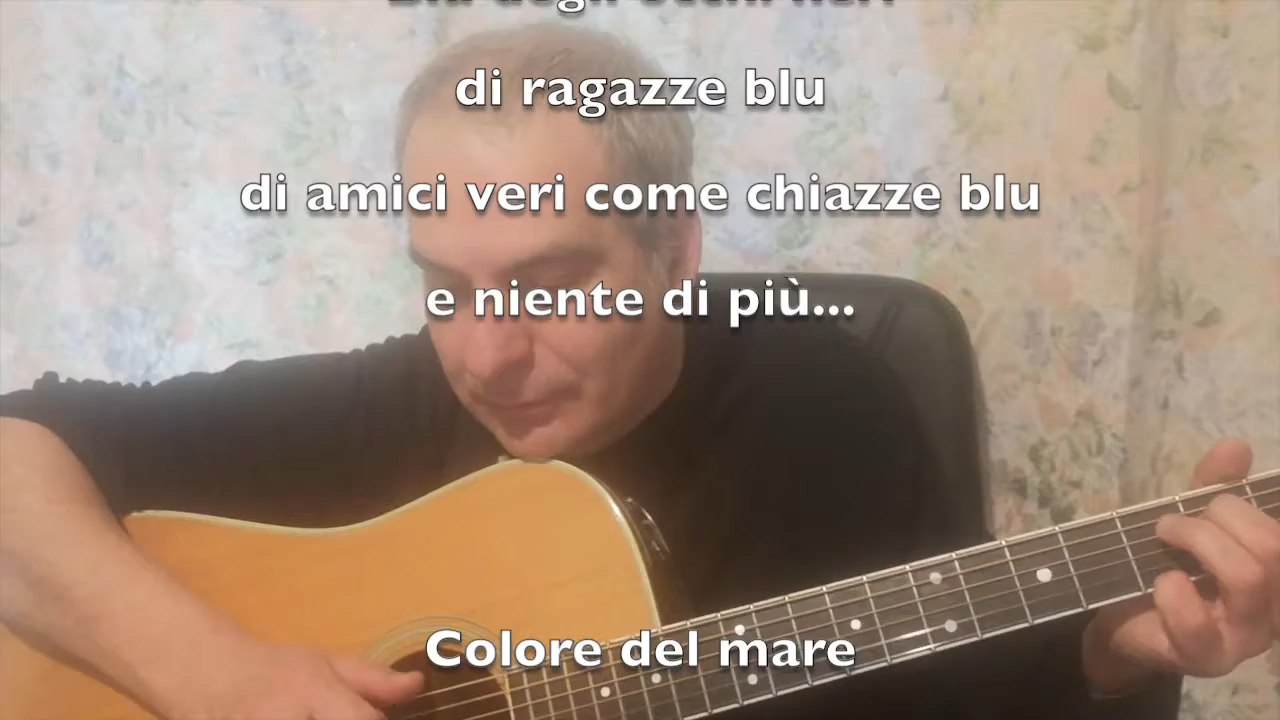 di ragazze blu
di amici veri come chiazze blu
e niente di più...
Colore del mare